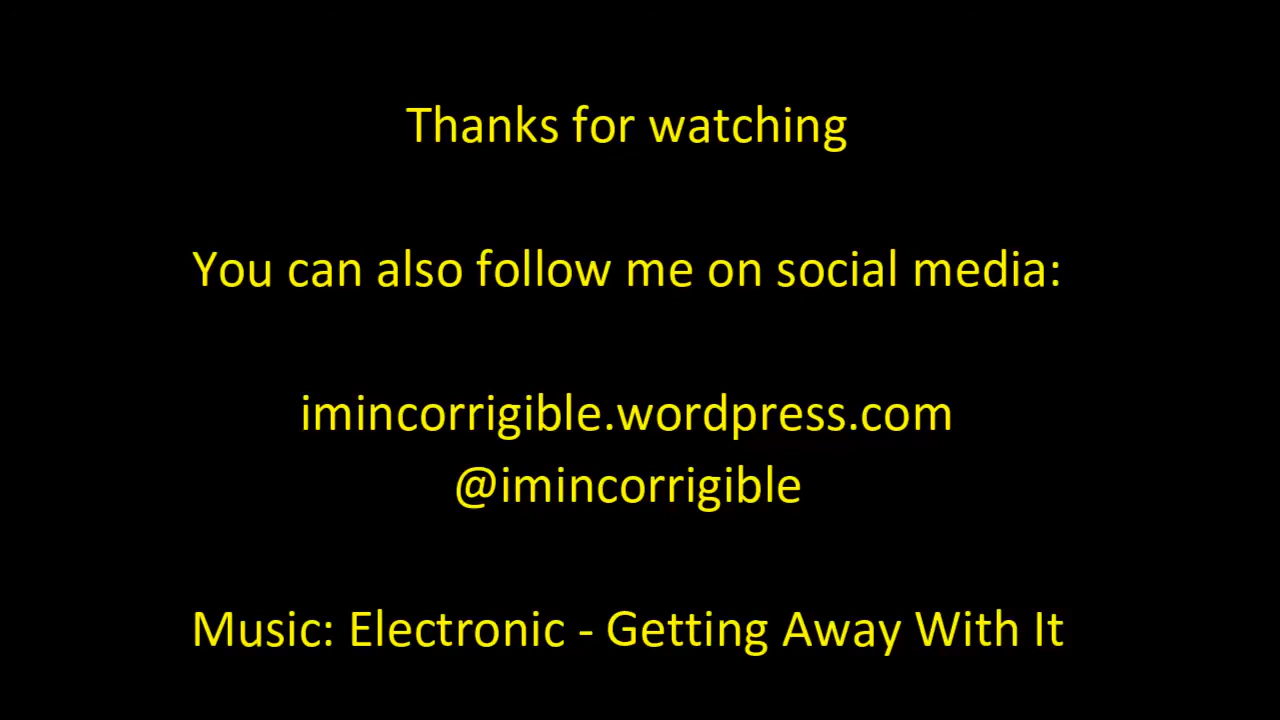 Thanks for watching
You can also follow me on social media:
imincorrigible.wordpress.com
@imincorrigible
Music: Electronic - Getting Away With It